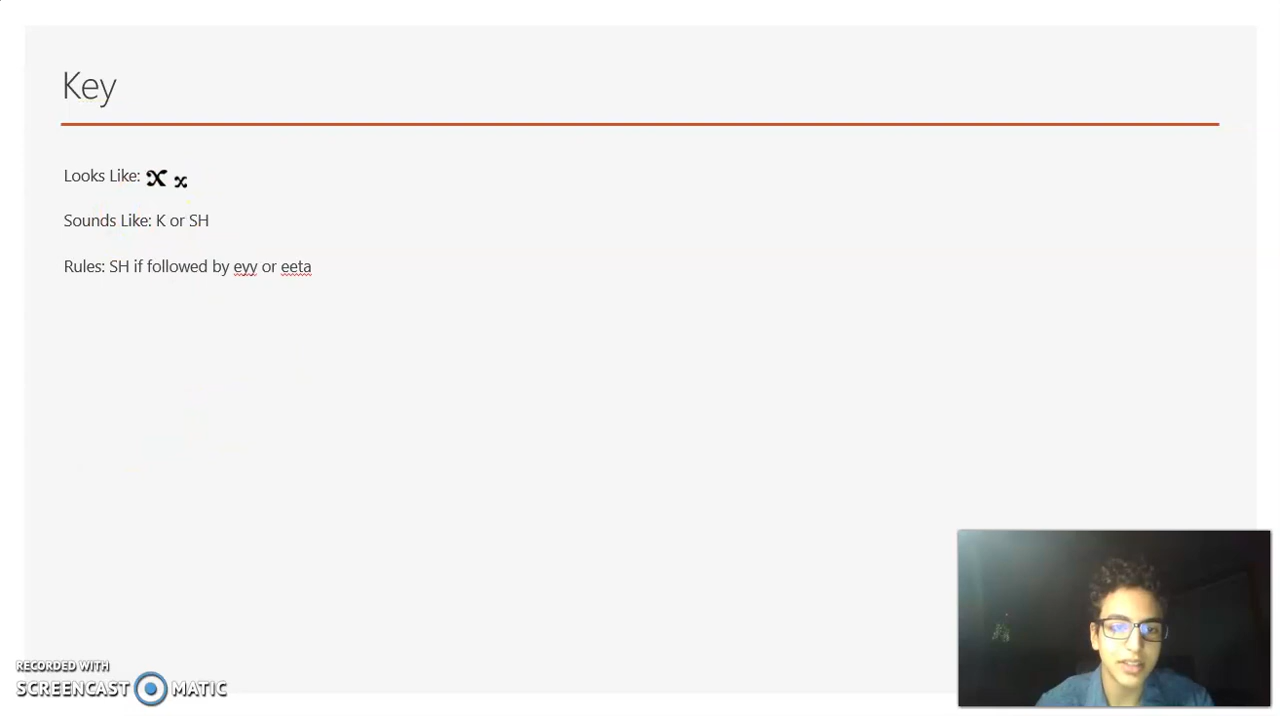 Key
Looks Like: Ⲭ ⲭ
Sounds Like: K or SH
Rules: SH if followed by eyy or eeta
RECORDED WITH
SCREENCAST MATIC